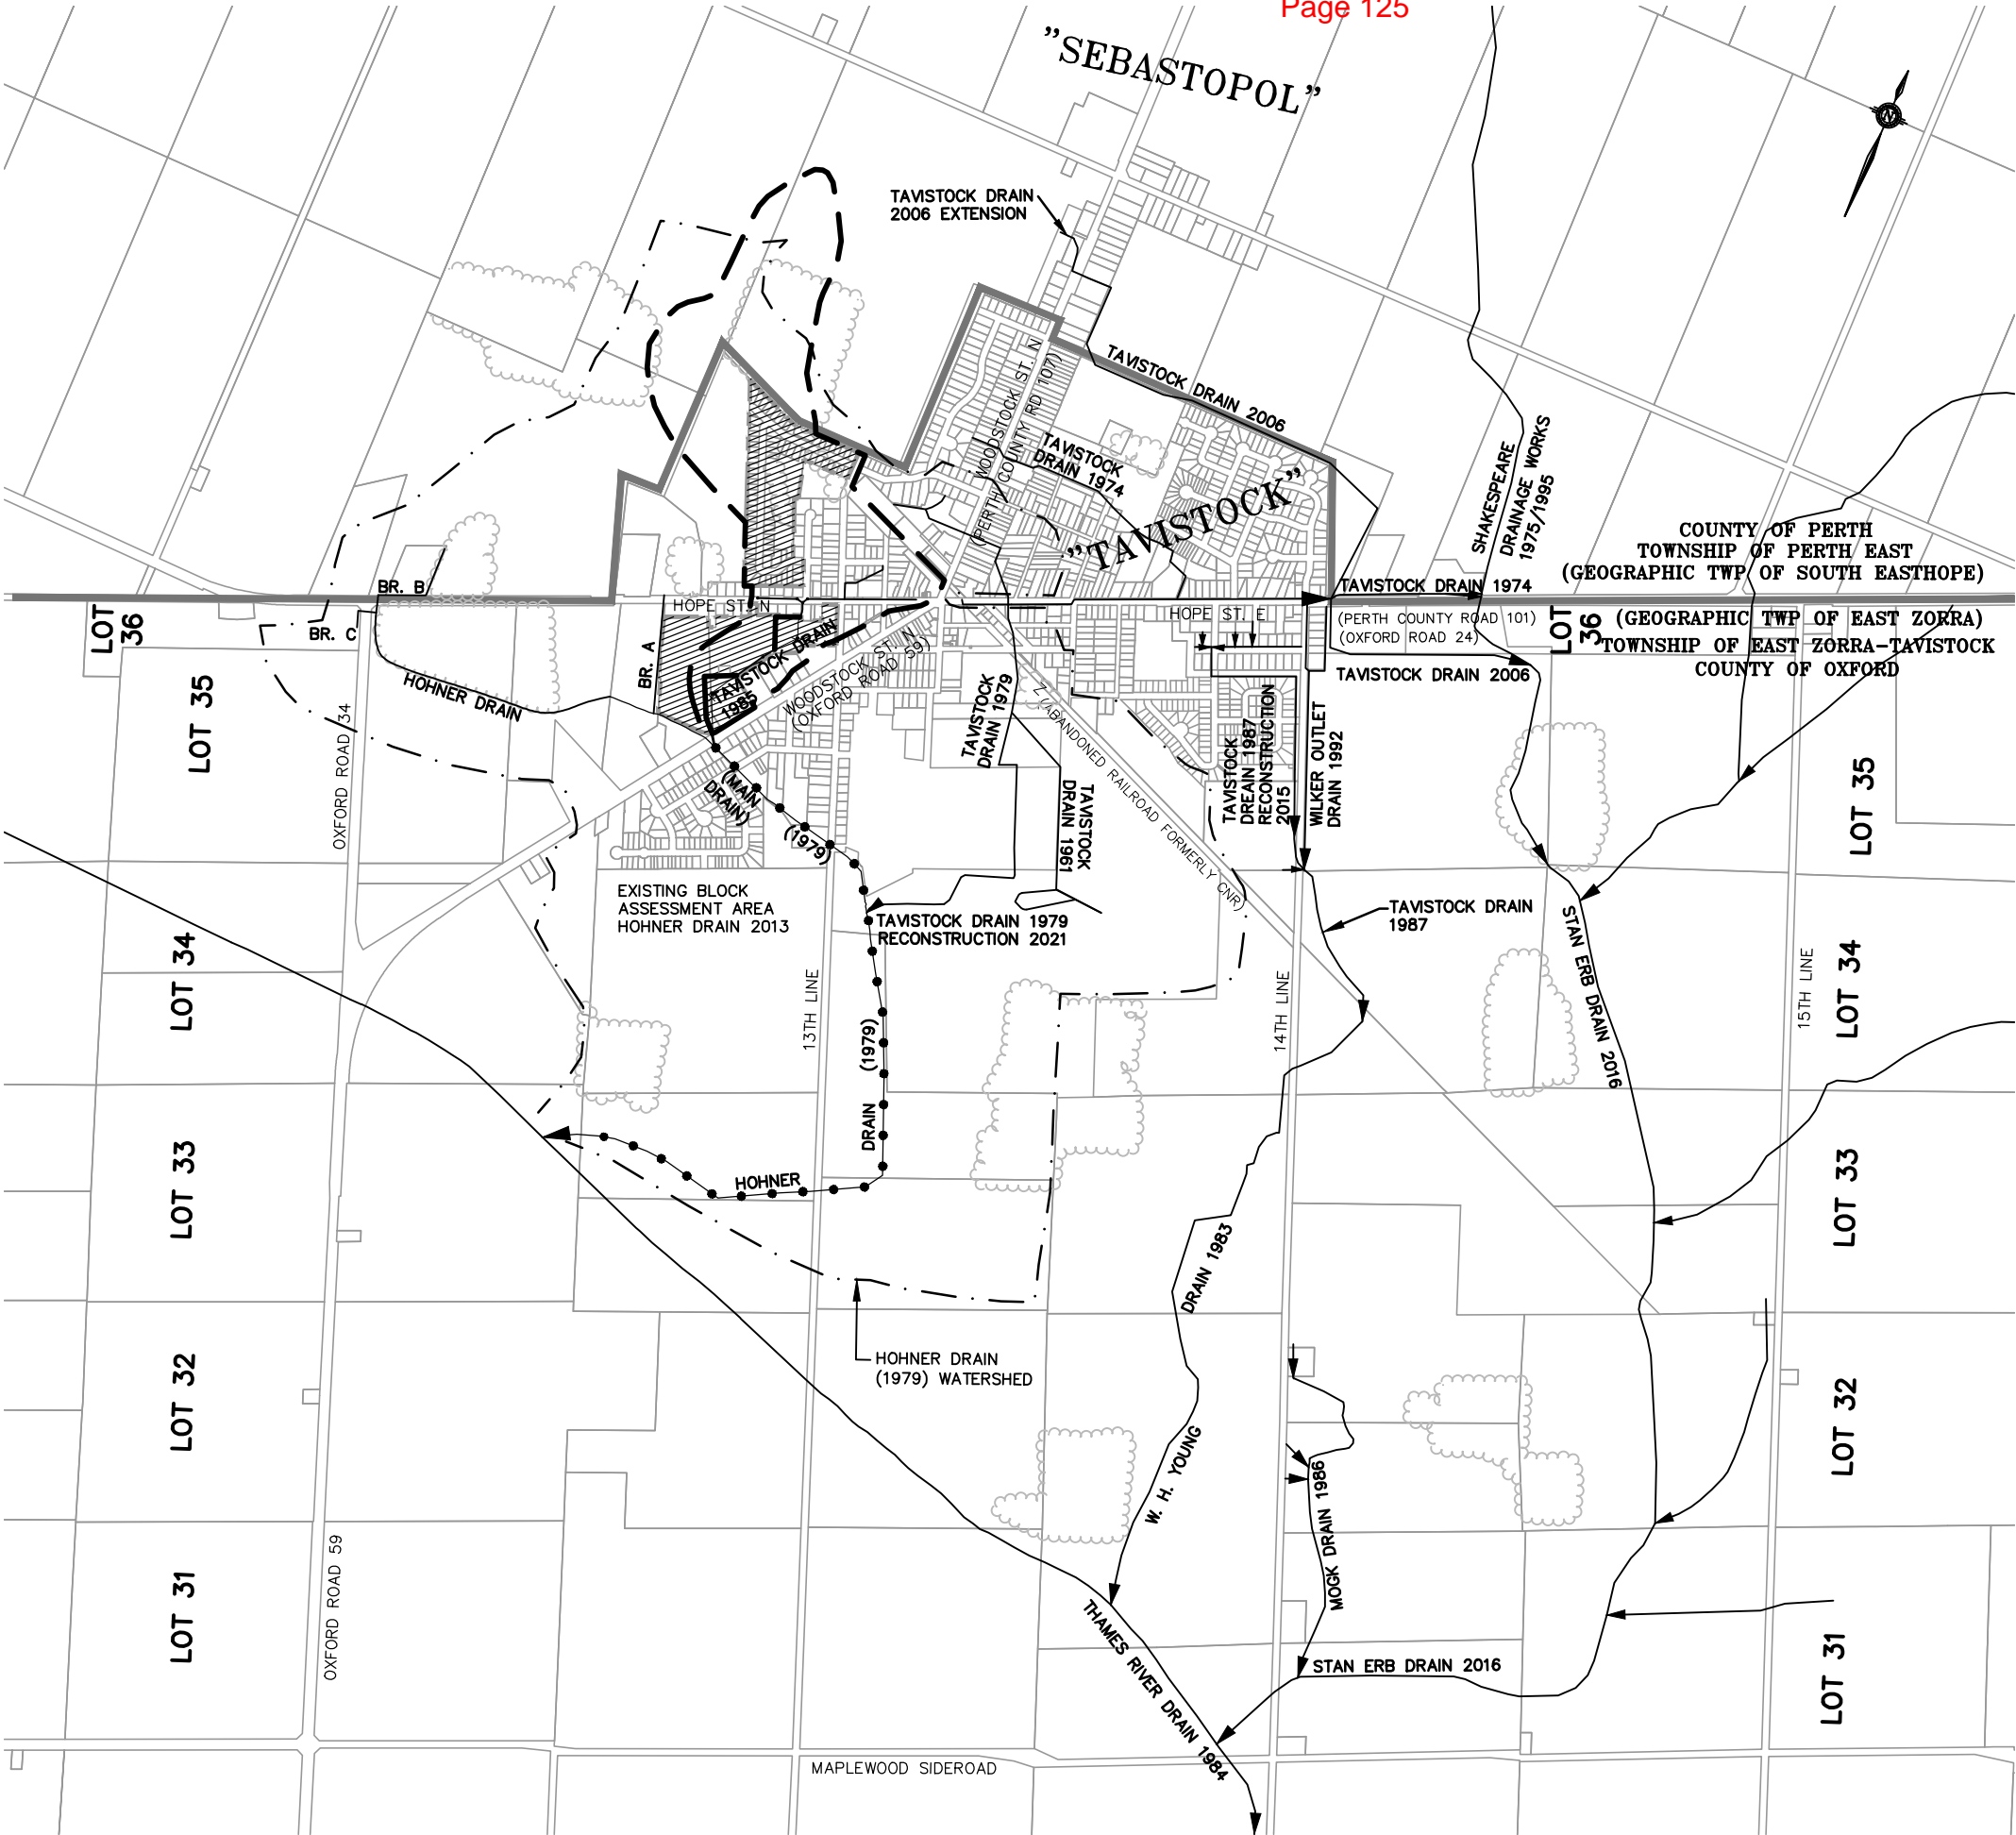 Page 125
"SEBASTOPOL"
N
TAVISTOCK DRAIN
2006 EXTENSION
TAVISTOCK DRAIN 2006
WOODSTOCK ST. N
(PERTH COUNTY RD 107)
TAVISTOCK
DRAIN 1974
"TAVISTOCK"
SHAKESPEARE
DRAINAGE WORKS
1975/1995
COUNTY OF PERTH
TOWNSHIP OF PERTH EAST
(GEOGRAPHIC TWP OF SOUTH EASTHOPE)
BR. B
TAVISTOCK DRAIN 1974
LOT
36
BR. C
HOPE ST. N
HOPE ST. E
(PERTH COUNTY ROAD 101)
(OXFORD ROAD 24)
LOT
36
(GEOGRAPHIC TWP OF EAST ZORRA)
TOWNSHIP OF EAST ZORRA-TAVISTOCK
COUNTY OF OXFORD
BR. A
TAVISTOCK DRAIN
1985
WOODSTOCK ST. N
(OXFORD ROAD 59)
TAVISTOCK DRAIN 2006
HOHNER DRAIN
LOT 35
OXFORD ROAD 34
TAVISTOCK
DRAIN 1979
Z (ABANDONED RAILROAD FORMERLY CNR)
TAVISTOCK
DREAIN 1987
RECONSTRUCTION
2015
WILKER OUTLET
DRAIN 1992
(MAIN
DRAIN)
(1979)
TAVISTOCK
DRAIN 1961
LOT 35
EXISTING BLOCK
ASSESSMENT AREA
HOHNER DRAIN 2013
TAVISTOCK DRAIN 1979
RECONSTRUCTION 2021
TAVISTOCK DRAIN
1987
STAN ERB DRAIN 2016
LOT 34
13TH LINE
(1979)
14TH LINE
15TH LINE
LOT 34
DRAIN
HOHNER
LOT 33
LOT 33
DRAIN 1983
HOHNER DRAIN
(1979) WATERSHED
LOT 32
LOT 32
W. H. YOUNG
MOGK DRAIN 1986
OXFORD ROAD 59
LOT 31
THAMES RIVER DRAIN 1984
STAN ERB DRAIN 2016
LOT 31
MAPLEWOOD SIDEROAD